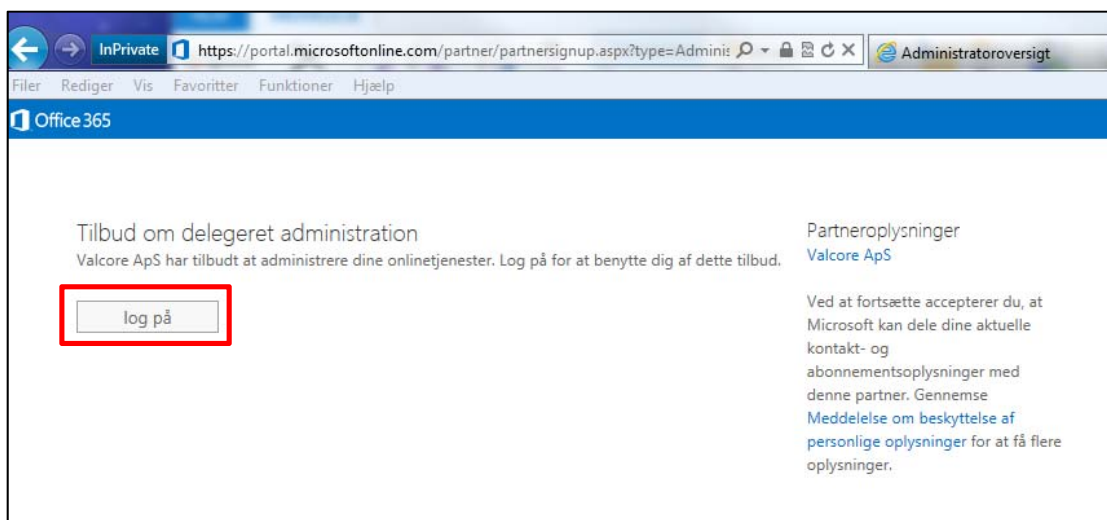 InPrivate https://portal.microsoftonline.com/partner/partnersignup.aspx?type=Adminis Administratoroversigt
Filer Rediger Vis Favoritter Funktioner Hjælp
Office 365
Tilbud om delegeret administration
Valcore ApS har tilbudt at administrere dine onlinetjenester. Log på for at benytte dig af dette tilbud.
log på
Partneroplysninger
Valcore ApS
Ved at fortsætte accepterer du, at
Microsoft kan dele dine aktuelle
kontakt- og
abonnementsoplysninger med
denne partner. Gennemse
Meddelelse om beskyttelse af
personlige oplysninger for at få flere
oplysninger.